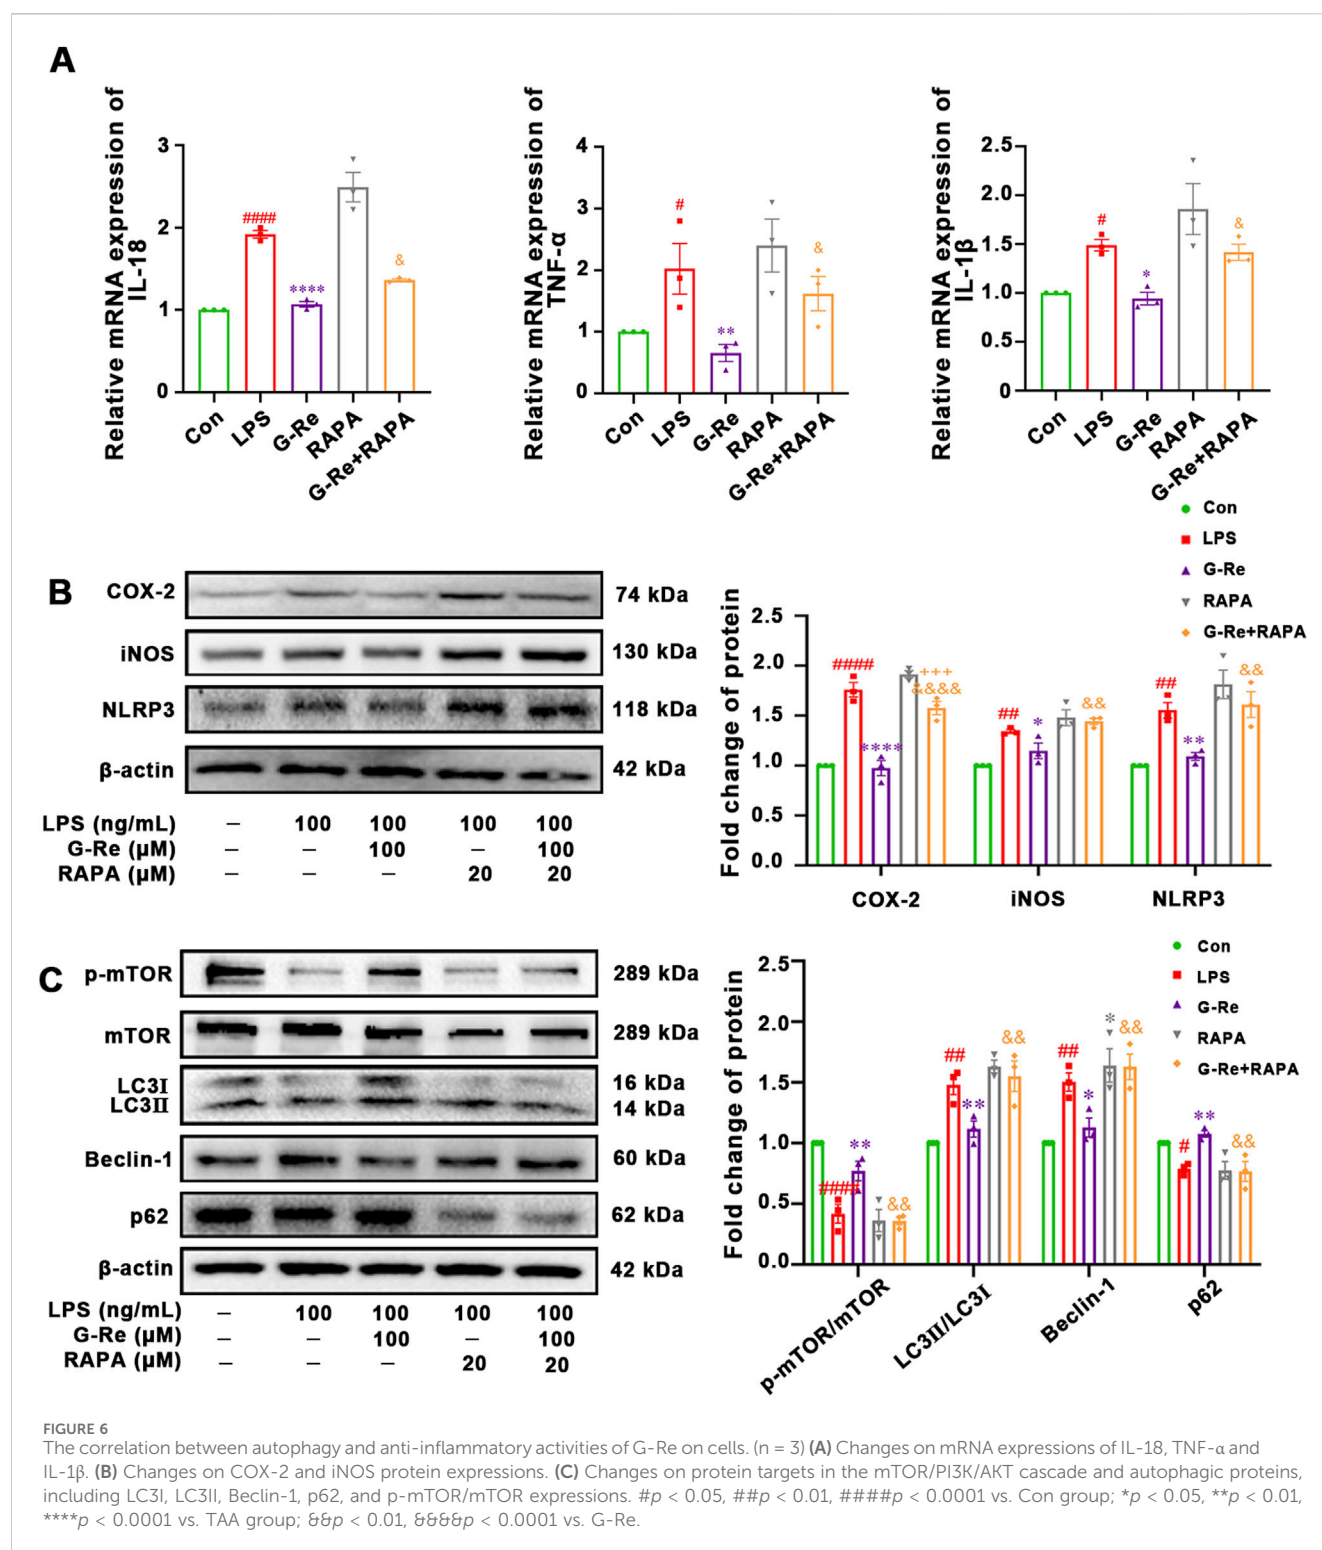 A
Relative mRNA expression of
IL-18
3
2
1
0
####
****
&
Con
LPS
G-Re
RAPA
G-Re+RAPA
Relative mRNA expression of
TNF-α
4
3
2
1
0
#
**
&
Con
LPS
G-Re
RAPA
G-Re+RAPA
Relative mRNA expression of
IL-1β
2.5
2.0
1.5
1.0
0.5
0
#
*
&
Con
LPS
G-Re
RAPA
G-Re+RAPA
B
COX-2 74 kDa
iNOS 130 kDa
NLRP3 118 kDa
β-actin 42 kDa
LPS (ng/mL) – 100 100 100 100
G-Re (μM) – – 100 – 100
RAPA (μM) – – – 20 20
Con
LPS
G-Re
RAPA
G-Re+RAPA
Fold change of protein
2.5
2.0
1.5
1.0
0.5
0.0
####
****
+++
&&&&
##
*
&&
##
**
&&
COX-2 iNOS NLRP3
C
p-mTOR 289 kDa
mTOR 289 kDa
LC3I 16 kDa
LC3II 14 kDa
Beclin-1 60 kDa
p62 62 kDa
β-actin 42 kDa
LPS (ng/mL) – 100 100 100 100
G-Re (μM) – – 100 – 100
RAPA (μM) – – – 20 20
Con
LPS
G-Re
RAPA
G-Re+RAPA
Fold change of protein
2.5
2.0
1.5
1.0
0.5
0.0
####
**
&&
##
**
&&
##
*
*
&&
#
**
&&
p-mTOR/mTOR
LC3II/LC3I
Beclin-1
p62
FIGURE 6
The correlation between autophagy and anti-inflammatory activities of G-Re on cells. (n = 3) (A) Changes on mRNA expressions of IL-18, TNF-α and
IL-1β. (B) Changes on COX-2 and iNOS protein expressions. (C) Changes on protein targets in the mTOR/PI3K/AKT cascade and autophagic proteins,
including LC3I, LC3II, Beclin-1, p62, and p-mTOR/mTOR expressions. #p < 0.05, ##p < 0.01, ####p < 0.0001 vs. Con group; *p < 0.05, **p < 0.01,
****p < 0.0001 vs. TAA group; &&p < 0.01, &&&&p < 0.0001 vs. G-Re.